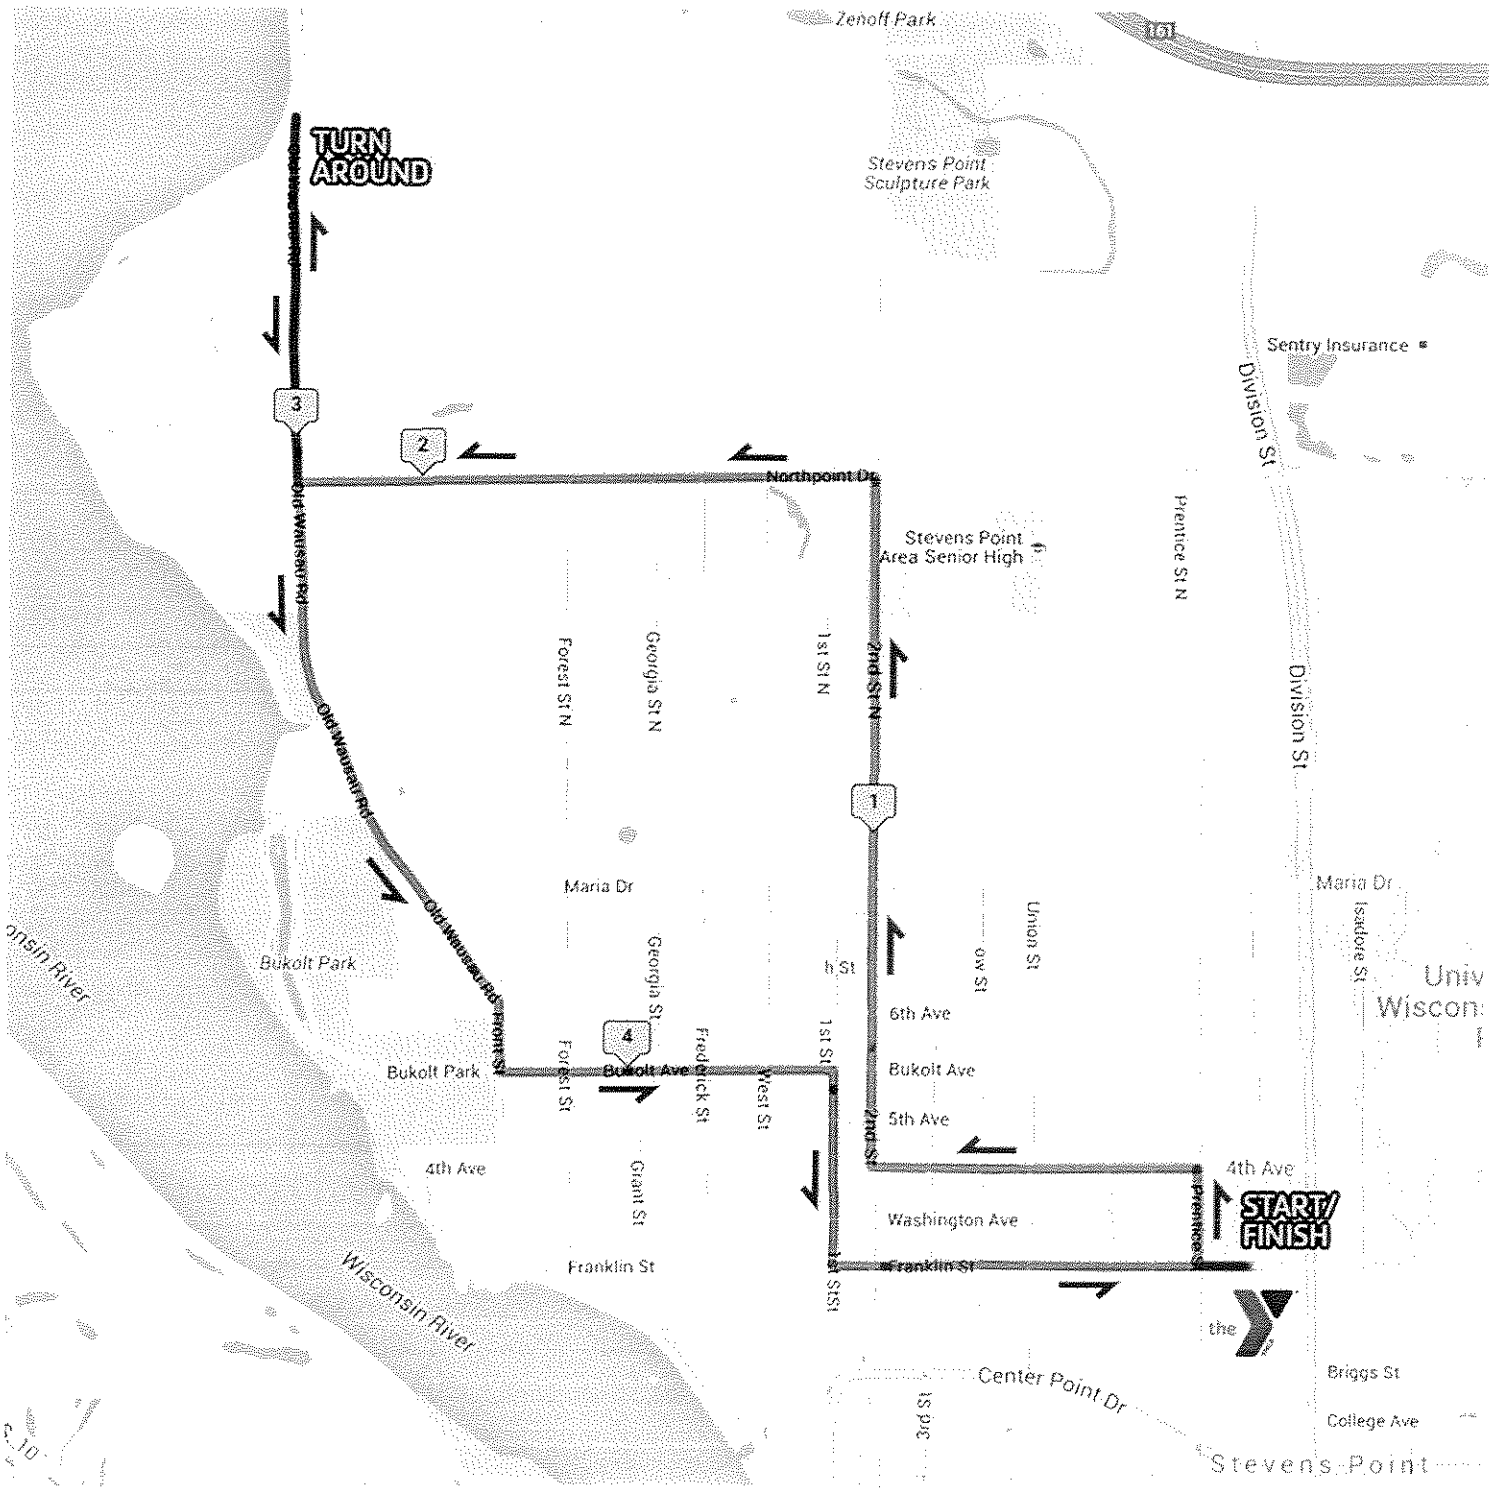 Zenoff Park
161
TURN
AROUND
Stevens Point
Sculpture Park
Sentry Insurance
Division St
3
2
Northpoint Dr
Old Wausau Rd
Stevens Point
Area Senior High
Prentice St N
Forest St N
Georgia St N
1st St N
2nd St N
Division St
Old Wausau Rd
1
Maria Dr
Maria Dr
Old Wausau Rd
Union St
Isadore St
onsin River
Bukolt Park
Georgia St
h St
ow St
Univ
Wiscon
6th Ave
Front St
4
1st St
Bukolt Park
Forest St
Bukolt Ave
Frederick St
West St
Bukolt Ave
2nd St
5th Ave
4th Ave
Grant St
4th Ave
Prentice S
START/
FINISH
Washington Ave
Wisconsin River
Franklin St
1st StSt
Franklin St
the
Center Point Dr
3rd St
Briggs St
College Ave
Stevens Point